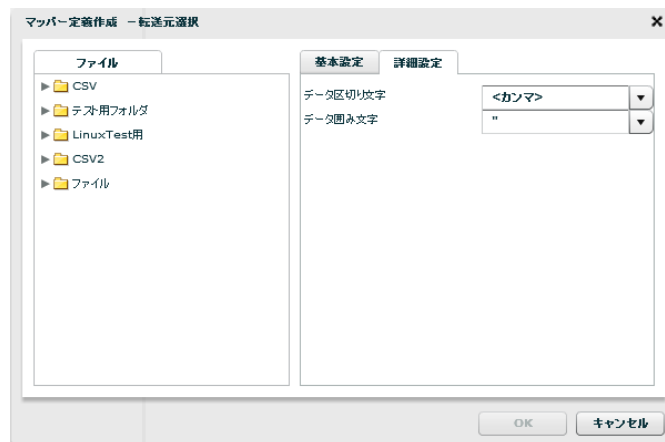 マッパー定義作成 －転送元選択
ファイル
CSV
テスト用フォルダ
LinuxTest用
CSV2
ファイル
基本設定 詳細設定
データ区切り文字 <カンマ>
データ囲み文字 "
OK キャンセル